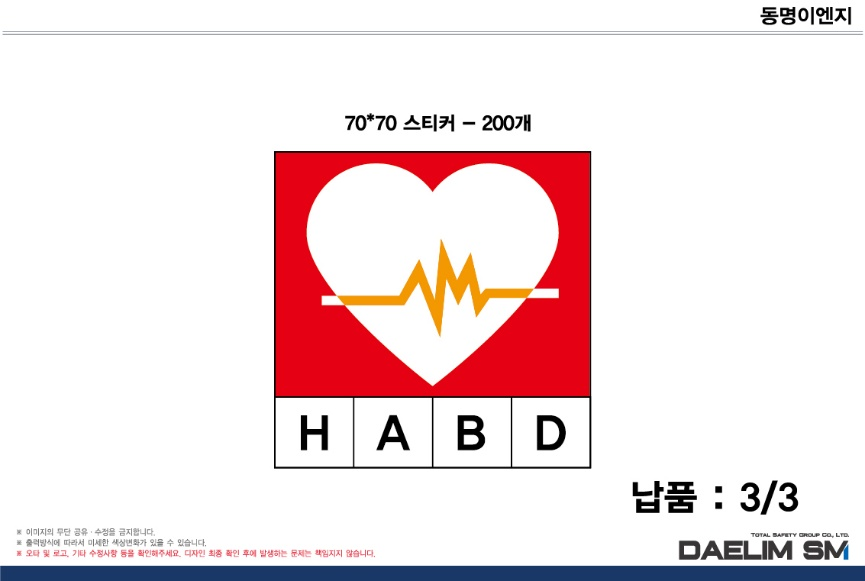 동명이엔지
70*70 스티커 - 200개
H A B D
납품 : 3/3
※ 이미지의 무단 공유 · 수정을 금지합니다.
※ 출력방식에 따라서 미세한 색상변화가 있을 수 있습니다.
※ 오타 및 로고, 기타 수정사항 등을 확인해주세요. 디자인 최종 확인 후에 발생하는 문제는 책임지지 않습니다.
TOTAL SAFETY GROUP CO., LTD.
DAELIM SM